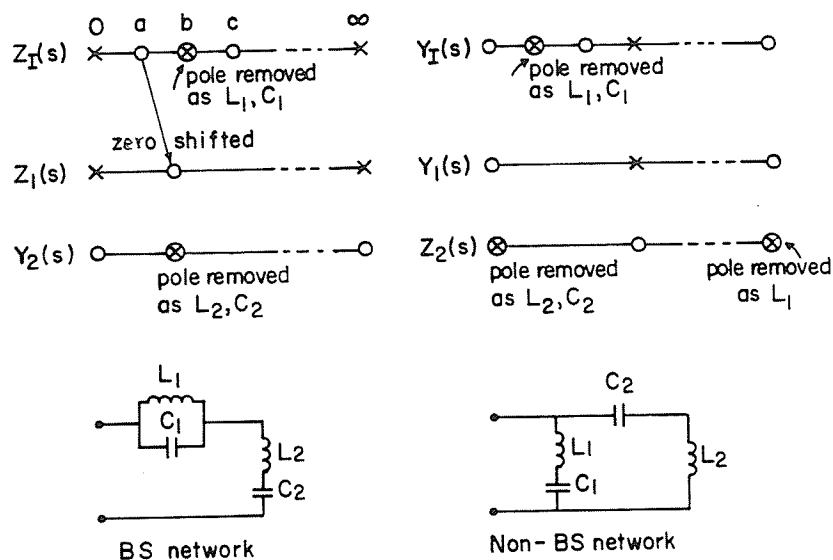 0 a b c ∞
Z_I(s)
pole removed
as L₁, C₁
zero shifted
Z₁(s)
Y₂(s)
pole removed
as L₂, C₂
Y_I(s)
pole removed
as L₁, C₁
Y₁(s)
Z₂(s)
pole removed
as L₂, C₂
pole removed
as L₁
L₁
C₁
L₂
C₂
BS network
C₂
L₁
C₁
L₂
Non-BS network